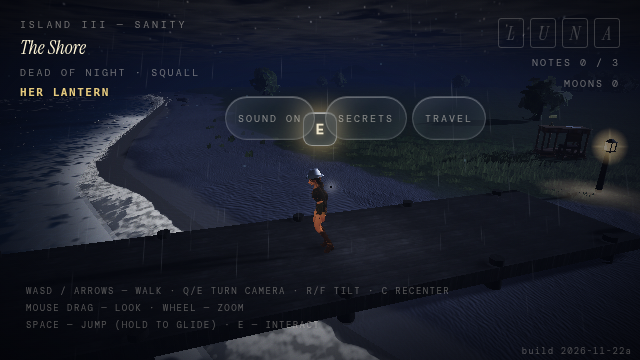 ISLAND III — SANITY
The Shore
DEAD OF NIGHT · SQUALL
HER LANTERN
L U N A
NOTES 0 / 3
MOONS 0
SOUND ON
E
SECRETS
TRAVEL
WASD / ARROWS — WALK · Q/E TURN CAMERA · R/F TILT · C RECENTER
MOUSE DRAG — LOOK · WHEEL — ZOOM
SPACE — JUMP (HOLD TO GLIDE) · E — INTERACT
build 2026-11-22a